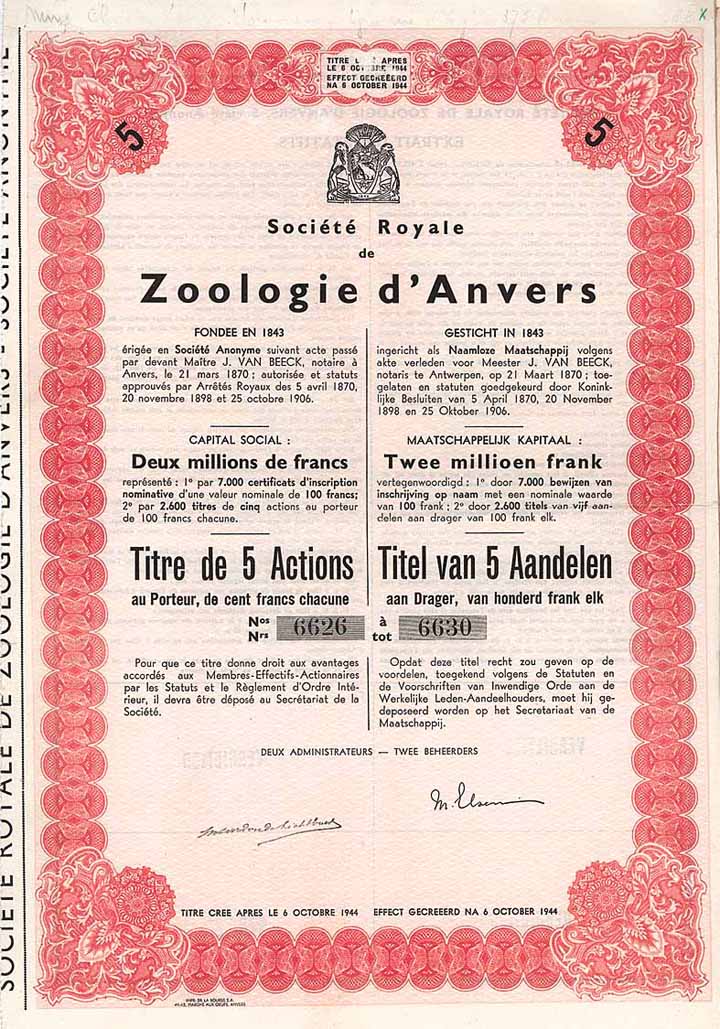 TITRE APRES
LE 6 OC 1944
EFFECT GECREËERD
NA 6 OCTOBER 1944
5
5
Société Royale
de
Zoologie d'Anvers
FONDEE EN 1843
érigée en Société Anonyme suivant acte passé
par devant Maître J. VAN BEECK, notaire à
Anvers, le 21 mars 1870 ; autorisée et statuts
approuvés par Arrêtés Royaux des 5 avril 1870,
20 novembre 1898 et 25 octobre 1906.
CAPITAL SOCIAL :
Deux millions de francs
représenté : 1º par 7.000 certificats d'inscription
nominative d'une valeur nominale de 100 francs;
2º par 2.600 titres de cinq actions au porteur
de 100 francs chacune.
Titre de 5 Actions
au Porteur, de cent francs chacune
GESTICHT IN 1843
ingericht als Naamloze Maatschappij volgens
akte verleden voor Meester J. VAN BEECK,
notaris te Antwerpen, op 21 Maart 1870 ; toe-
gelaten en statuten goedgekeurd door Konink-
lijke Besluiten van 5 April 1870, 20 November
1898 en 25 Oktober 1906.
MAATSCHAPPELIJK KAPITAAL :
Twee millioen frank
vertegenwoordigd : 1º door 7.000 bewijzen van
inschrijving op naam met een nominale waarde
van 100 frank ; 2º door 2.600 titels van vijf aan-
delen aan drager van 100 frank elk.
Titel van 5 Aandelen
aan Drager, van honderd frank elk
Nos 6626 à 6630
Nrs tot
Pour que ce titre donne droit aux avantages
accordés aux Membres-Effectifs-Actionnaires
par les Statuts et le Règlement d'Ordre Inté-
rieur, il devra être déposé au Secrétariat de la
Société.
Opdat deze titel recht zou geven op de
voordelen, toegekend volgens de Statuten en
de Voorschriften van Inwendige Orde aan de
Werkelijke Leden-Aandeelhouders, moet hij ge-
deposeerd worden op het Secretariaat van de
Maatschappij.
DEUX ADMINISTRATEURS — TWEE BEHEERDERS
TITRE CREE APRES LE 6 OCTOBRE 1944 EFFECT GECREEERD NA 6 OCTOBER 1944
IMPR. DE LA BOURSE S.A.
SOCIETE ROYALE DE ZOOLOGIE D'ANVERS - SOCIETE ANONYME